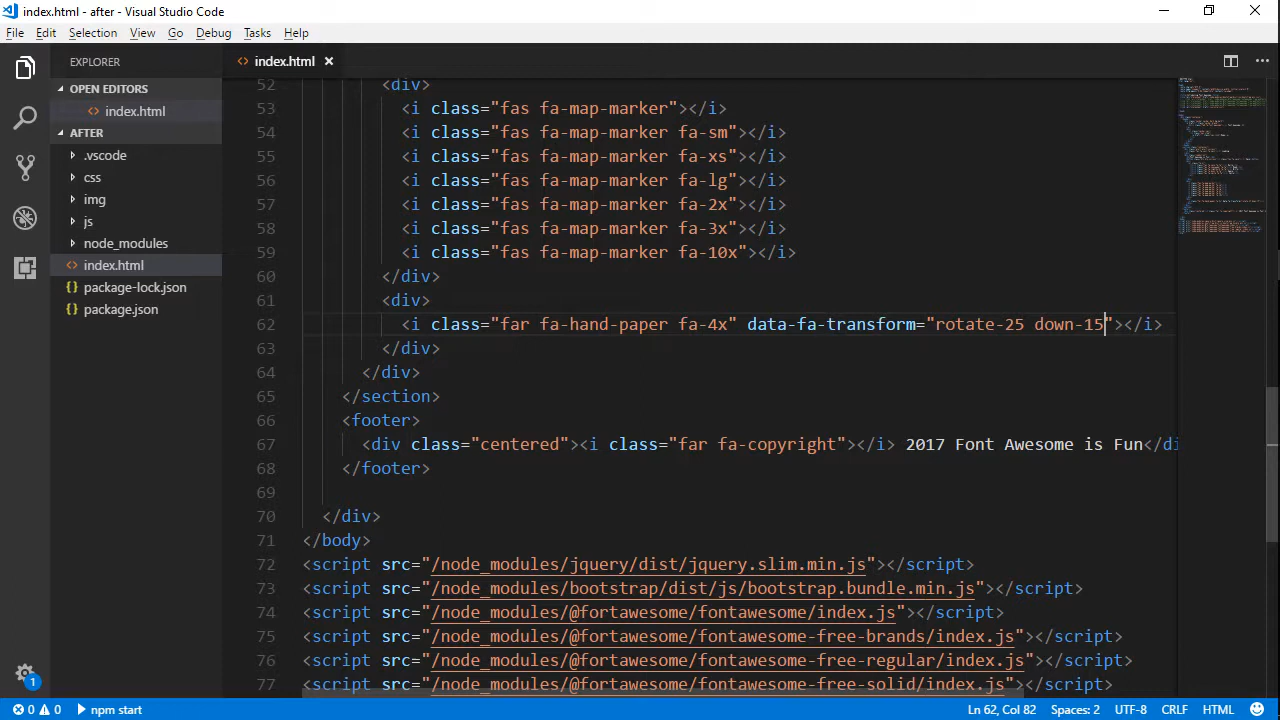 index.html - after - Visual Studio Code
File Edit Selection View Go Debug Tasks Help
EXPLORER
OPEN EDITORS
index.html
AFTER
.vscode
css
img
js
node_modules
index.html
package-lock.json
package.json
index.html
52 <div>
53 <i class="fas fa-map-marker"></i>
54 <i class="fas fa-map-marker fa-sm"></i>
55 <i class="fas fa-map-marker fa-xs"></i>
56 <i class="fas fa-map-marker fa-lg"></i>
57 <i class="fas fa-map-marker fa-2x"></i>
58 <i class="fas fa-map-marker fa-3x"></i>
59 <i class="fas fa-map-marker fa-10x"></i>
60 </div>
61 <div>
62 <i class="far fa-hand-paper fa-4x" data-fa-transform="rotate-25 down-15"></i>
63 </div>
64 </div>
65 </section>
66 <footer>
67 <div class="centered"><i class="far fa-copyright"></i> 2017 Font Awesome is Fun</di
68 </footer>
69
70 </div>
71 </body>
72 <script src="/node_modules/jquery/dist/jquery.slim.min.js"></script>
73 <script src="/node_modules/bootstrap/dist/js/bootstrap.bundle.min.js"></script>
74 <script src="/node_modules/@fortawesome/fontawesome/index.js"></script>
75 <script src="/node_modules/@fortawesome/fontawesome-free-brands/index.js"></script>
76 <script src="/node_modules/@fortawesome/fontawesome-free-regular/index.js"></script>
77 <script src="/node_modules/@fortawesome/fontawesome-free-solid/index.js"></script>
1
0 0 npm start
Ln 62, Col 82 Spaces: 2 UTF-8 CRLF HTML